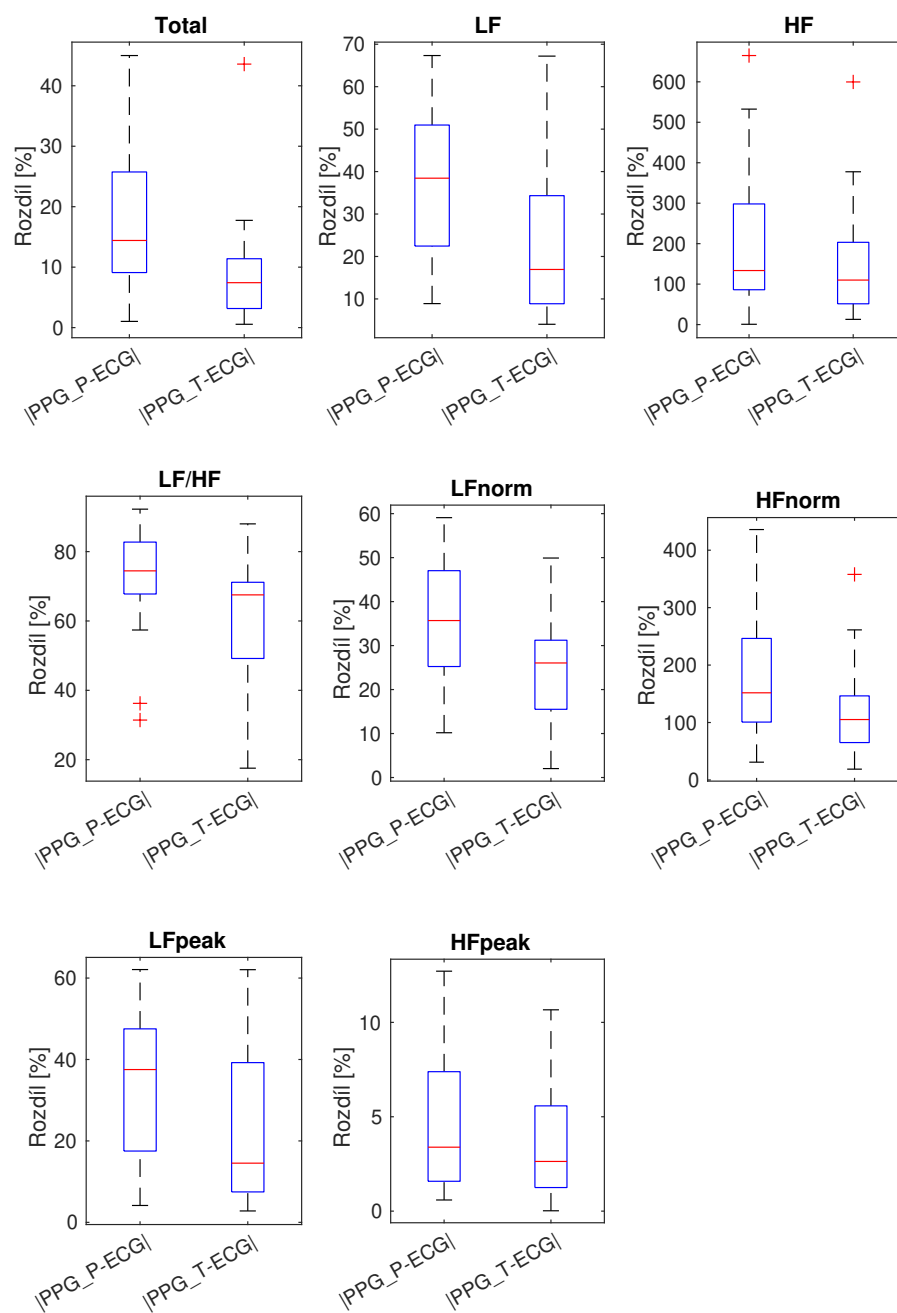 Total
LF
HF
Rozdíl [%]
40
30
20
10
0
|PPG_P-ECG|
|PPG_T-ECG|
Rozdíl [%]
70
60
50
40
30
20
10
|PPG_P-ECG|
|PPG_T-ECG|
Rozdíl [%]
600
500
400
300
200
100
0
|PPG_P-ECG|
|PPG_T-ECG|
LF/HF
LFnorm
HFnorm
Rozdíl [%]
80
60
40
20
|PPG_P-ECG|
|PPG_T-ECG|
Rozdíl [%]
60
50
40
30
20
10
0
|PPG_P-ECG|
|PPG_T-ECG|
Rozdíl [%]
400
300
200
100
0
|PPG_P-ECG|
|PPG_T-ECG|
LFpeak
HFpeak
Rozdíl [%]
60
40
20
0
|PPG_P-ECG|
|PPG_T-ECG|
Rozdíl [%]
10
5
0
|PPG_P-ECG|
|PPG_T-ECG|